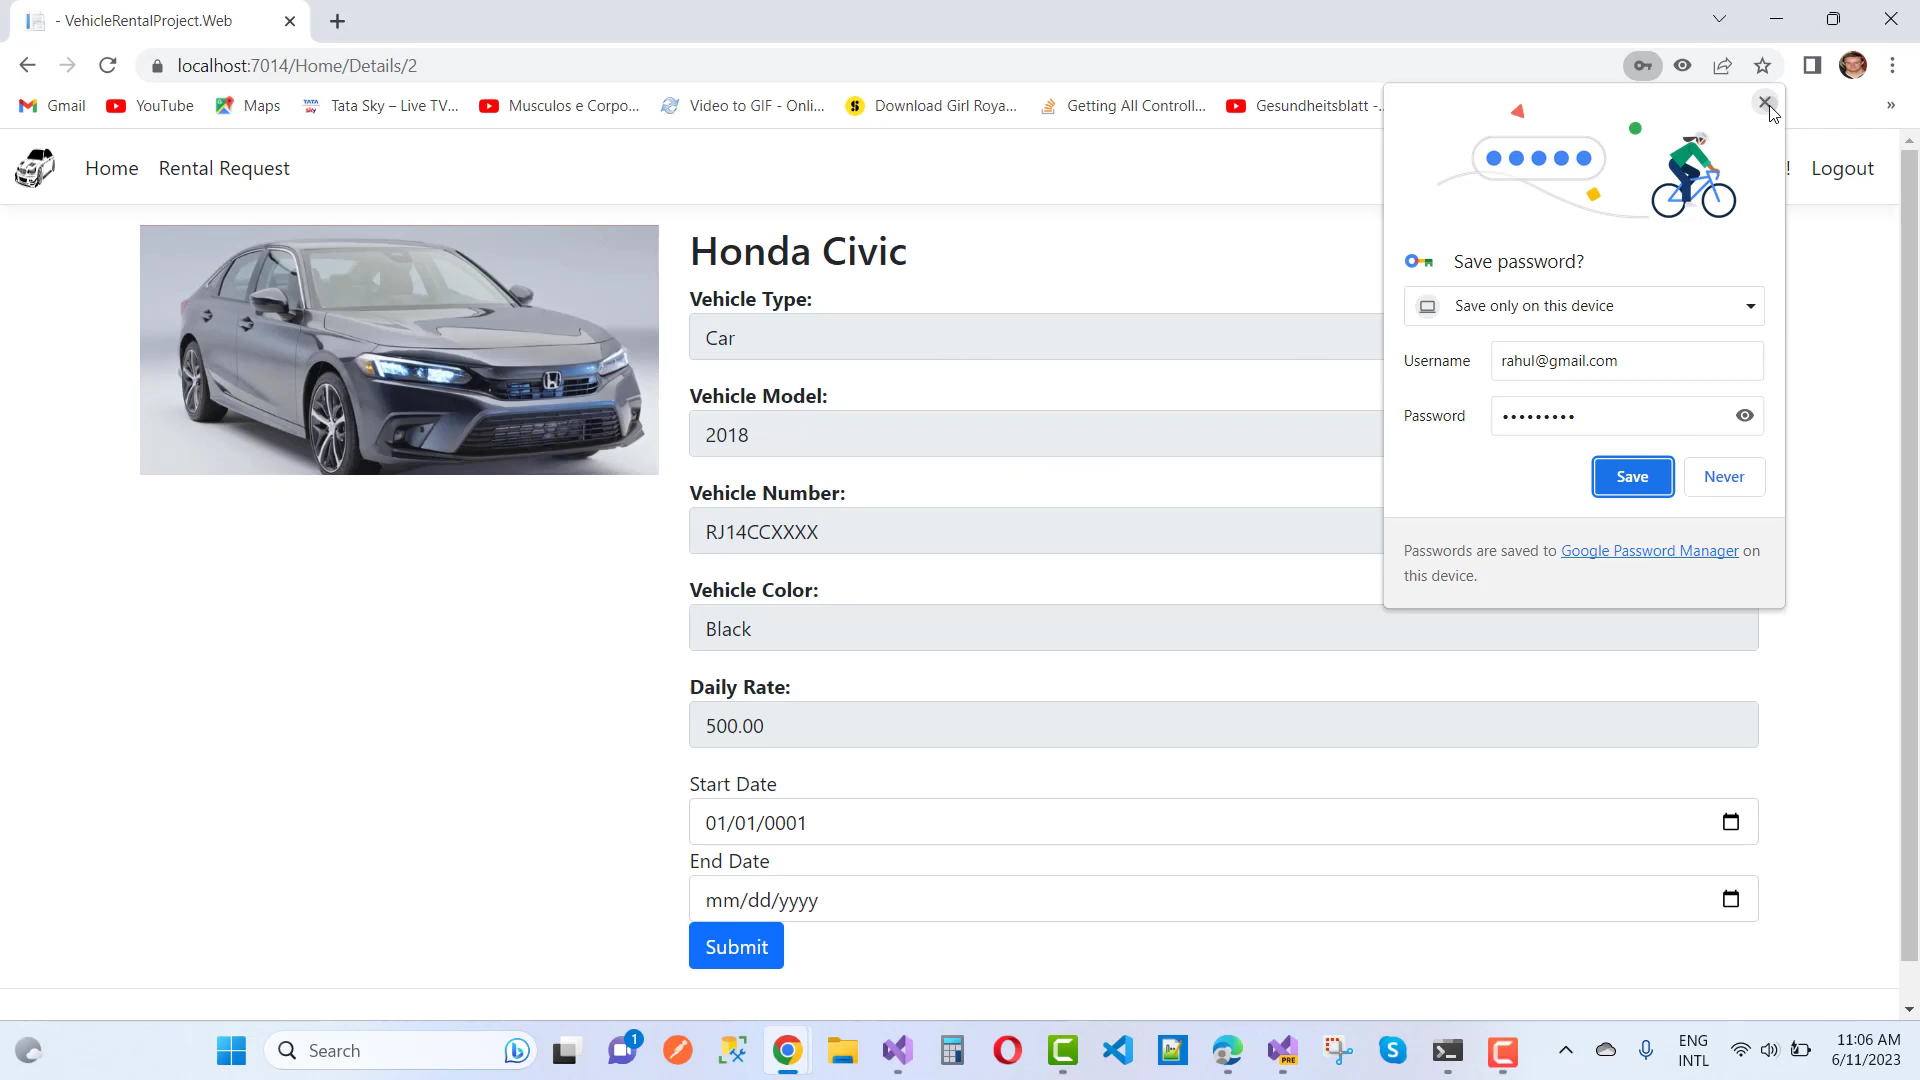 - VehicleRentalProject.Web
localhost:7014/Home/Details/2
Gmail YouTube Maps Tata Sky – Live TV... Musculos e Corpo... Video to GIF - Onli... Download Girl Roya... Getting All Controll... Gesundheitsblatt -...
TATA sky
Home Rental Request ! Logout
Honda Civic
Vehicle Type:
Car
Vehicle Model:
2018
Vehicle Number:
RJ14CCXXXX
Vehicle Color:
Black
Daily Rate:
500.00
Start Date
01/01/0001
End Date
mm/dd/yyyy
Submit
Save password?
Save only on this device
Username rahul@gmail.com
Password •••••••••
Save Never
Passwords are saved to Google Password Manager on
this device.
Search
1
PRE
ENG
INTL
11:06 AM
6/11/2023